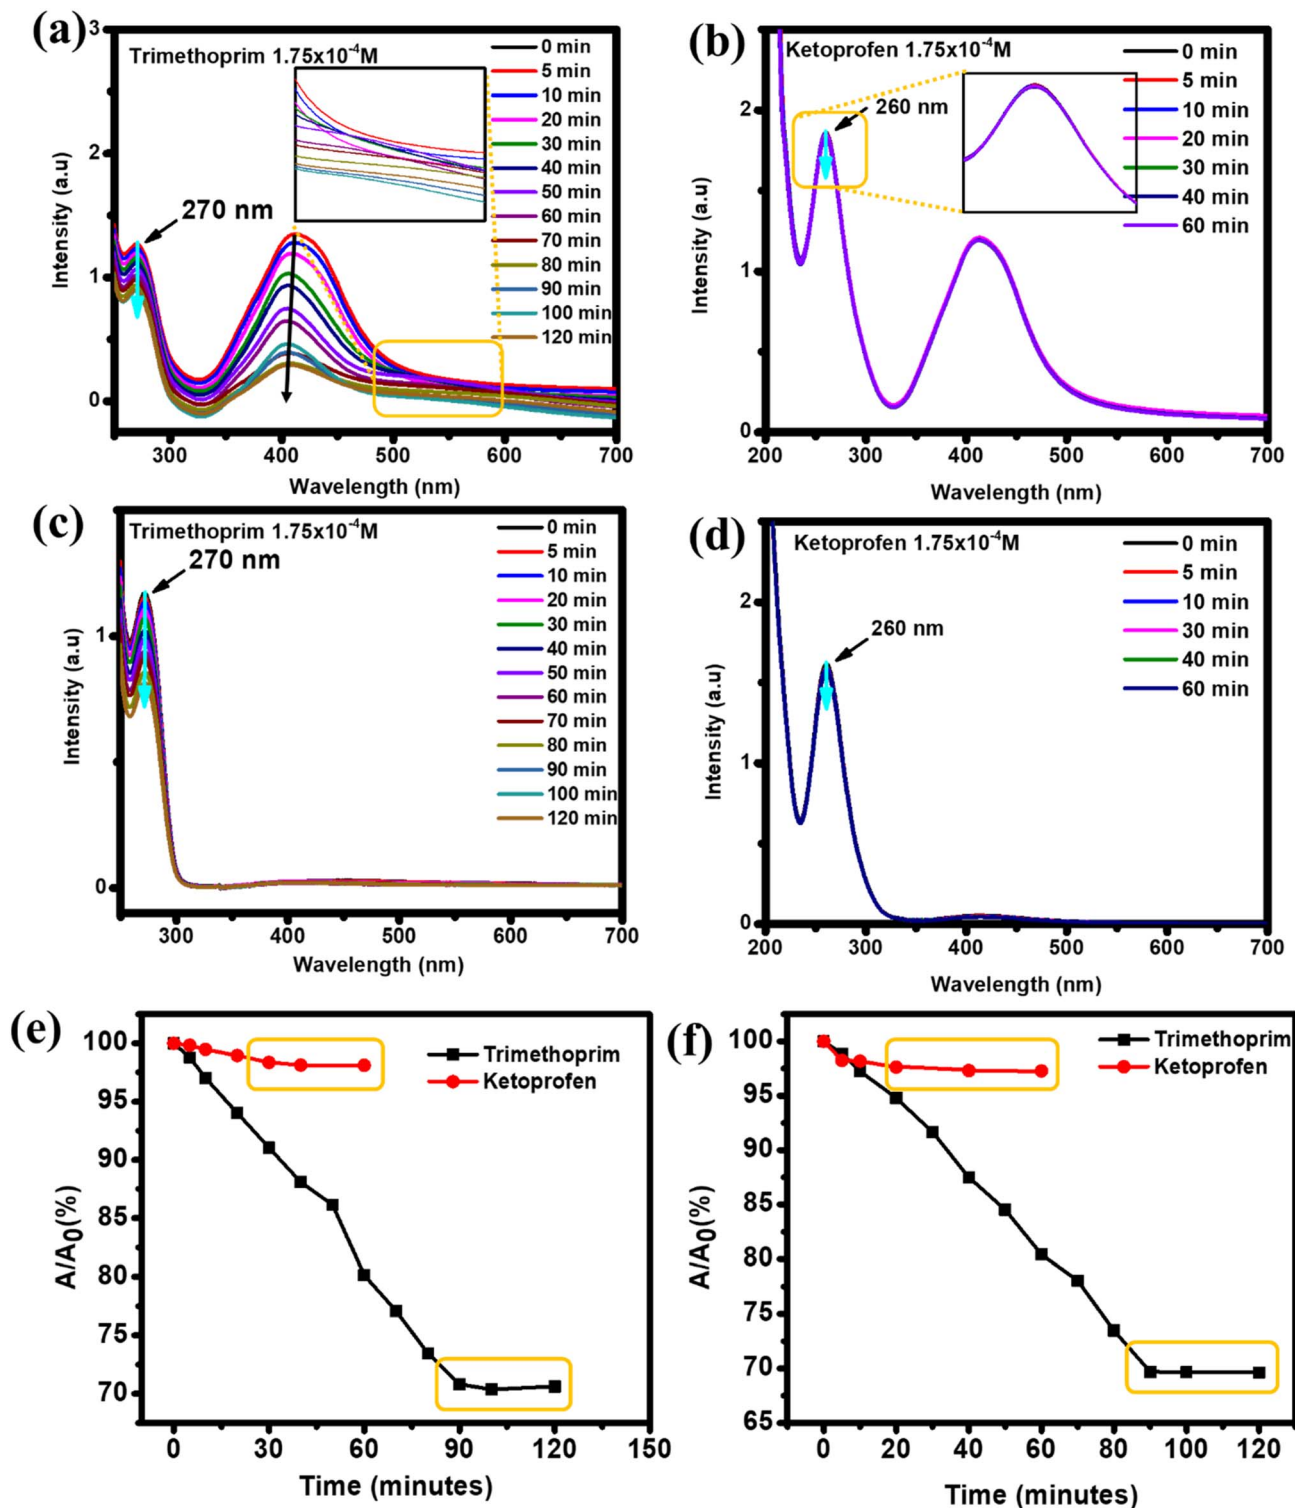 (a)
Trimethoprim 1.75x10⁻⁴M
270 nm
0 min
5 min
10 min
20 min
30 min
40 min
50 min
60 min
70 min
80 min
90 min
100 min
120 min
3
2
1
0
Intensity (a.u)
300
400
500
600
700
Wavelength (nm)
(b)
Ketoprofen 1.75x10⁻⁴M
260 nm
0 min
5 min
10 min
20 min
30 min
40 min
60 min
2
1
0
Intensity (a.u)
200
300
400
500
600
700
Wavelength (nm)
(c)
Trimethoprim 1.75x10⁻⁴M
270 nm
0 min
5 min
10 min
20 min
30 min
40 min
50 min
60 min
70 min
80 min
90 min
100 min
120 min
1
0
Intensity (a.u)
300
400
500
600
700
Wavelength (nm)
(d)
Ketoprofen 1.75x10⁻⁴M
260 nm
0 min
5 min
10 min
30 min
40 min
60 min
2
1
0
Intensity (a.u)
200
300
400
500
600
700
Wavelength (nm)
(e)
Trimethoprim
Ketoprofen
100
95
90
85
80
75
70
A/A₀(%)
0
30
60
90
120
150
Time (minutes)
(f)
Trimethoprim
Ketoprofen
100
95
90
85
80
75
70
65
A/A₀(%)
0
20
40
60
80
100
120
Time (minutes)